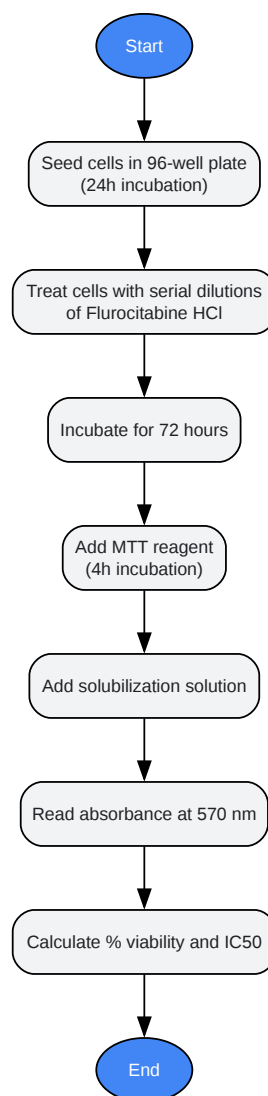 Start
Seed cells in 96-well plate
(24h incubation)
Treat cells with serial dilutions
of Flurocitabine HCl
Incubate for 72 hours
Add MTT reagent
(4h incubation)
Add solubilization solution
Read absorbance at 570 nm
Calculate % viability and IC50
End